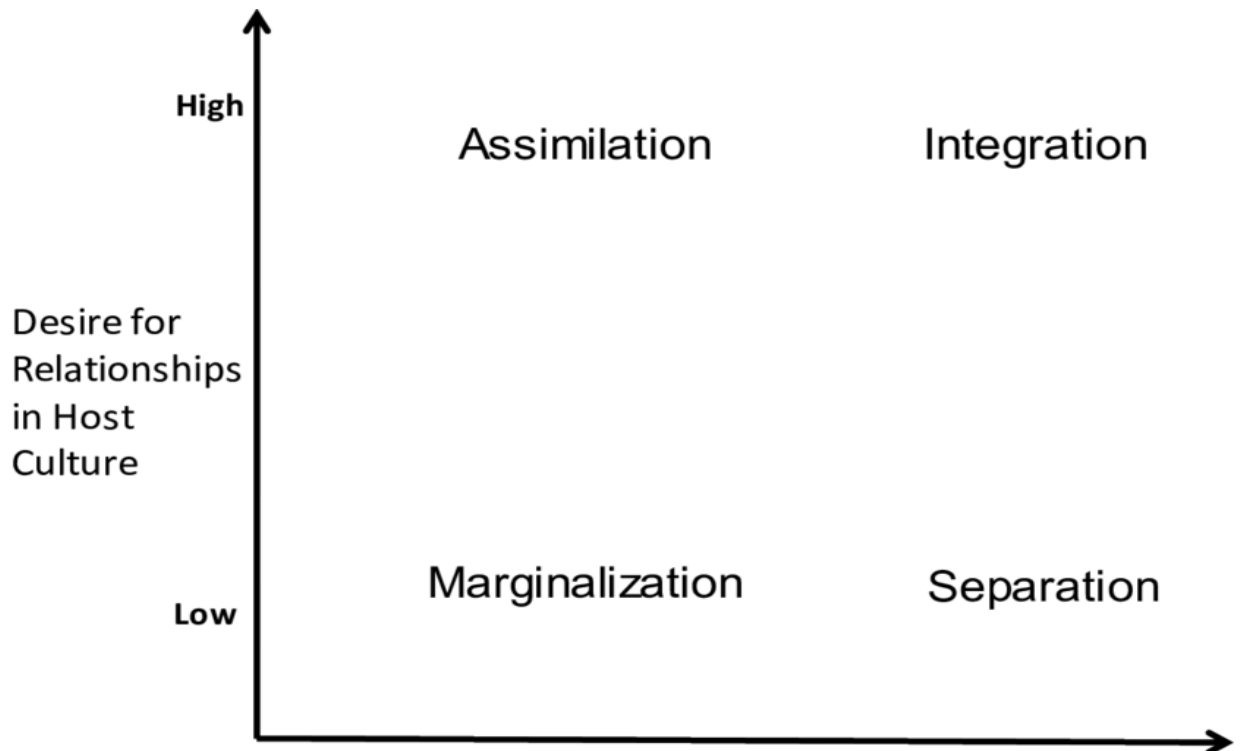 High
Assimilation Integration
Desire for
Relationships
in Host
Culture
Marginalization Separation
Low